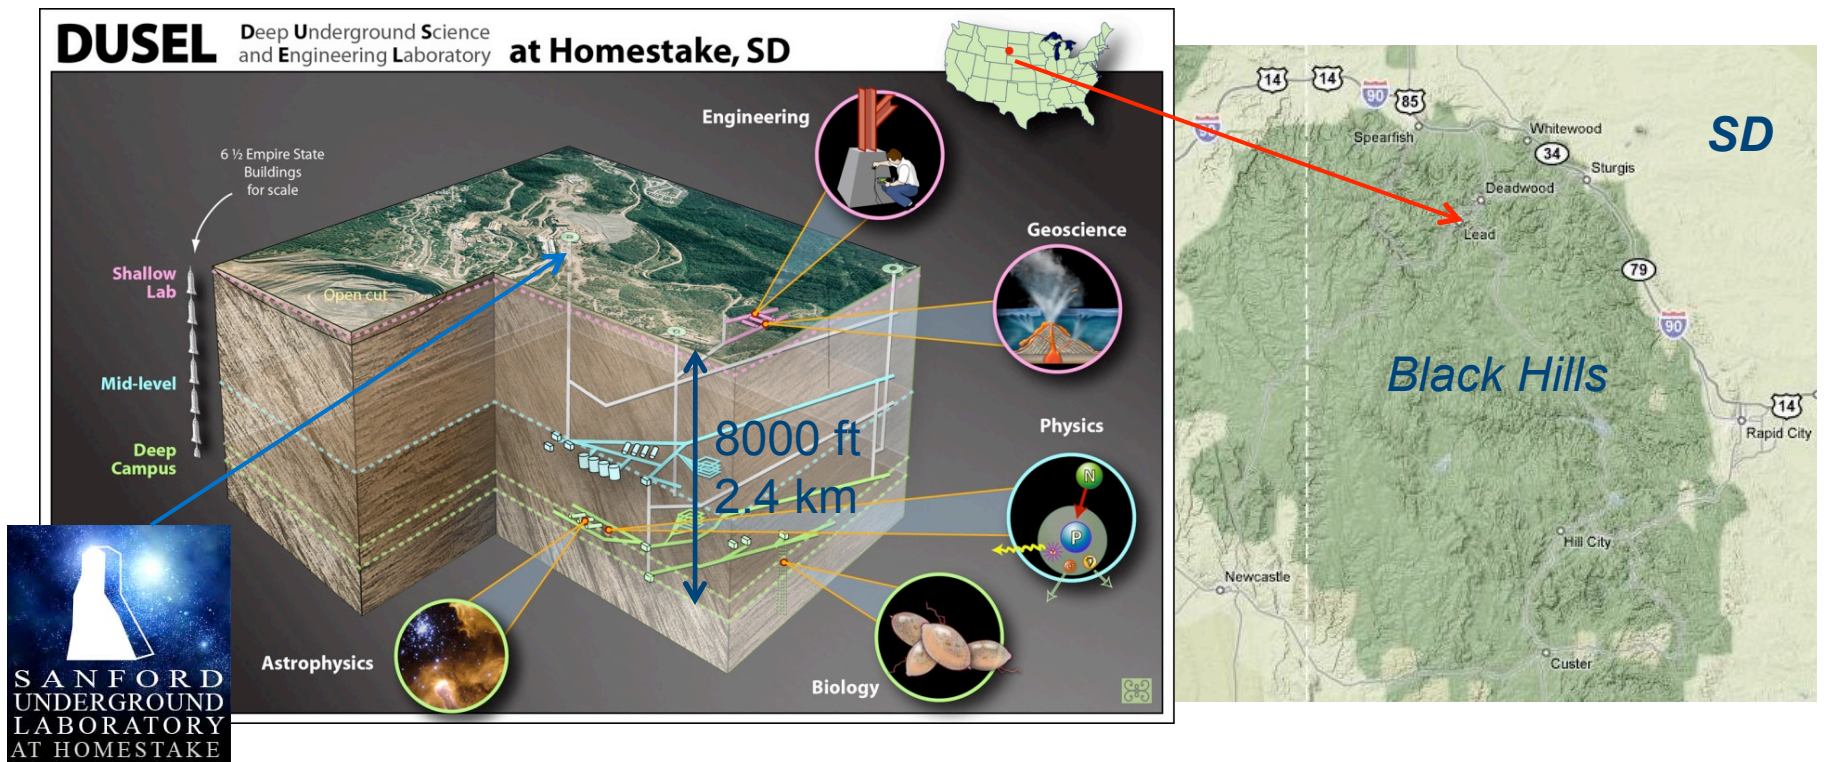 DUSEL
Deep Underground Science
and Engineering Laboratory
at Homestake, SD
6 ½ Empire State
Buildings
for scale
Shallow
Lab
Mid-level
Deep
Campus
Open cut
Engineering
Geoscience
Physics
N
P
8000 ft
2.4 km
Astrophysics
Biology
SANFORD
UNDERGROUND
LABORATORY
AT HOMESTAKE
14
14
90
85
90
Spearfish
Whitewood
34
Sturgis
SD
Deadwood
Lead
79
90
Black Hills
14
Rapid City
Hill City
Newcastle
Custer